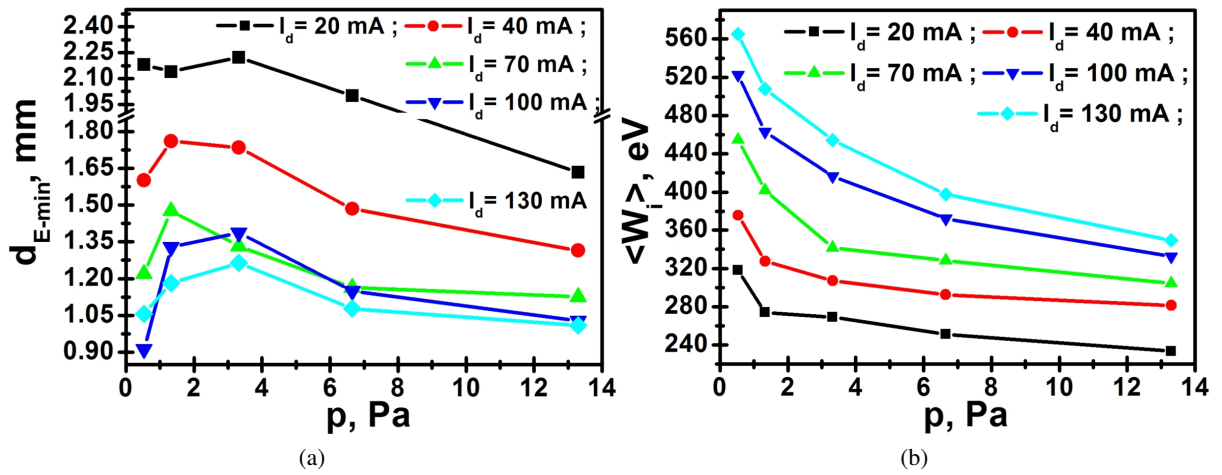 I_d= 20 mA ; I_d= 40 mA ;
I_d= 70 mA ;
I_d= 100 mA ;
I_d= 130 mA
d_E-min, mm
2.40
2.25
2.10
1.95
1.80
1.65
1.50
1.35
1.20
1.05
0.90
0 2 4 6 8 10 12 14
p, Pa
(a)
I_d= 20 mA ; I_d= 40 mA ;
I_d= 70 mA ; I_d= 100 mA ;
I_d= 130 mA ;
<W_i>, eV
560
520
480
440
400
360
320
280
240
0 2 4 6 8 10 12 14
p, Pa
(b)